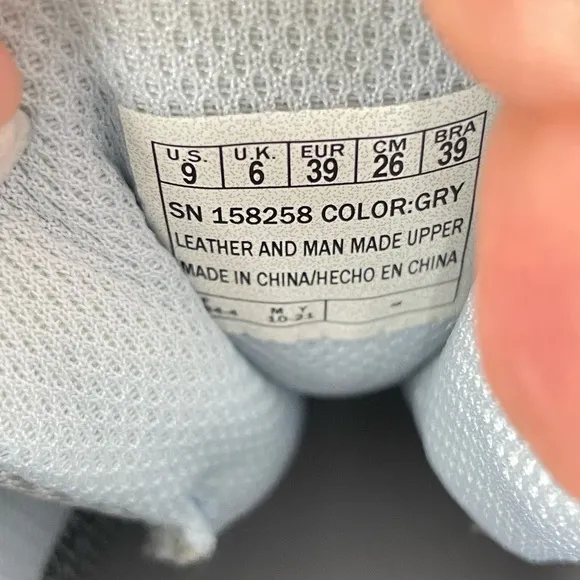 U.S. U.K. EUR CM BRA
9 6 39 26 39
SN 158258 COLOR:GRY
LEATHER AND MAN MADE UPPER
MADE IN CHINA/HECHO EN CHINA
M Y
10-21